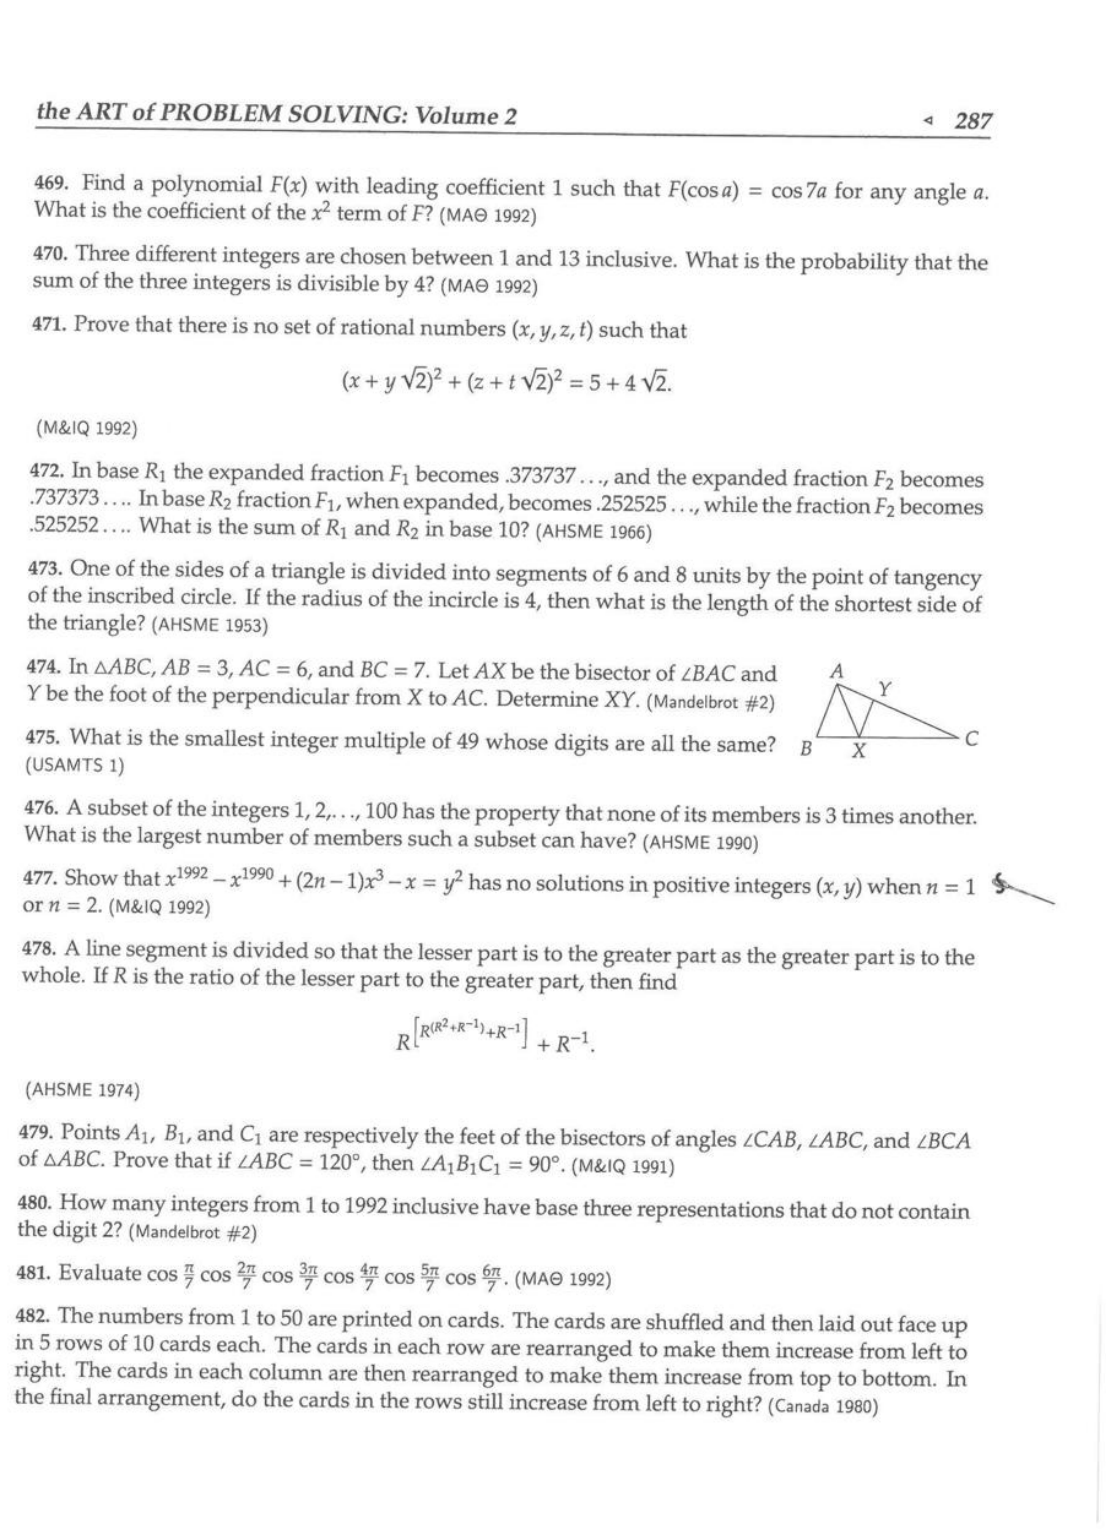 the ART of PROBLEM SOLVING: Volume 2 ◁ 287
469. Find a polynomial F(x) with leading coefficient 1 such that F(cos a) = cos 7a for any angle a.
What is the coefficient of the x² term of F? (MAΘ 1992)
470. Three different integers are chosen between 1 and 13 inclusive. What is the probability that the
sum of the three integers is divisible by 4? (MAΘ 1992)
471. Prove that there is no set of rational numbers (x, y, z, t) such that
(x + y √2)² + (z + t √2)² = 5 + 4 √2.
(M&IQ 1992)
472. In base R₁ the expanded fraction F₁ becomes .373737..., and the expanded fraction F₂ becomes
.737373.... In base R₂ fraction F₁, when expanded, becomes .252525..., while the fraction F₂ becomes
.525252.... What is the sum of R₁ and R₂ in base 10? (AHSME 1966)
473. One of the sides of a triangle is divided into segments of 6 and 8 units by the point of tangency
of the inscribed circle. If the radius of the incircle is 4, then what is the length of the shortest side of
the triangle? (AHSME 1953)
474. In △ABC, AB = 3, AC = 6, and BC = 7. Let AX be the bisector of ∠BAC and
Y be the foot of the perpendicular from X to AC. Determine XY. (Mandelbrot #2)
A
Y
B
X
C
475. What is the smallest integer multiple of 49 whose digits are all the same?
(USAMTS 1)
476. A subset of the integers 1, 2,..., 100 has the property that none of its members is 3 times another.
What is the largest number of members such a subset can have? (AHSME 1990)
477. Show that x¹⁹⁹² − x¹⁹⁹⁰ + (2n − 1)x³ − x = y² has no solutions in positive integers (x, y) when n = 1
or n = 2. (M&IQ 1992)
478. A line segment is divided so that the lesser part is to the greater part as the greater part is to the
whole. If R is the ratio of the lesser part to the greater part, then find
R^[R^(R²+R⁻¹)+R⁻¹] + R⁻¹.
(AHSME 1974)
479. Points A₁, B₁, and C₁ are respectively the feet of the bisectors of angles ∠CAB, ∠ABC, and ∠BCA
of △ABC. Prove that if ∠ABC = 120°, then ∠A₁B₁C₁ = 90°. (M&IQ 1991)
480. How many integers from 1 to 1992 inclusive have base three representations that do not contain
the digit 2? (Mandelbrot #2)
481. Evaluate cos π/7 cos 2π/7 cos 3π/7 cos 4π/7 cos 5π/7 cos 6π/7. (MAΘ 1992)
482. The numbers from 1 to 50 are printed on cards. The cards are shuffled and then laid out face up
in 5 rows of 10 cards each. The cards in each row are rearranged to make them increase from left to
right. The cards in each column are then rearranged to make them increase from top to bottom. In
the final arrangement, do the cards in the rows still increase from left to right? (Canada 1980)